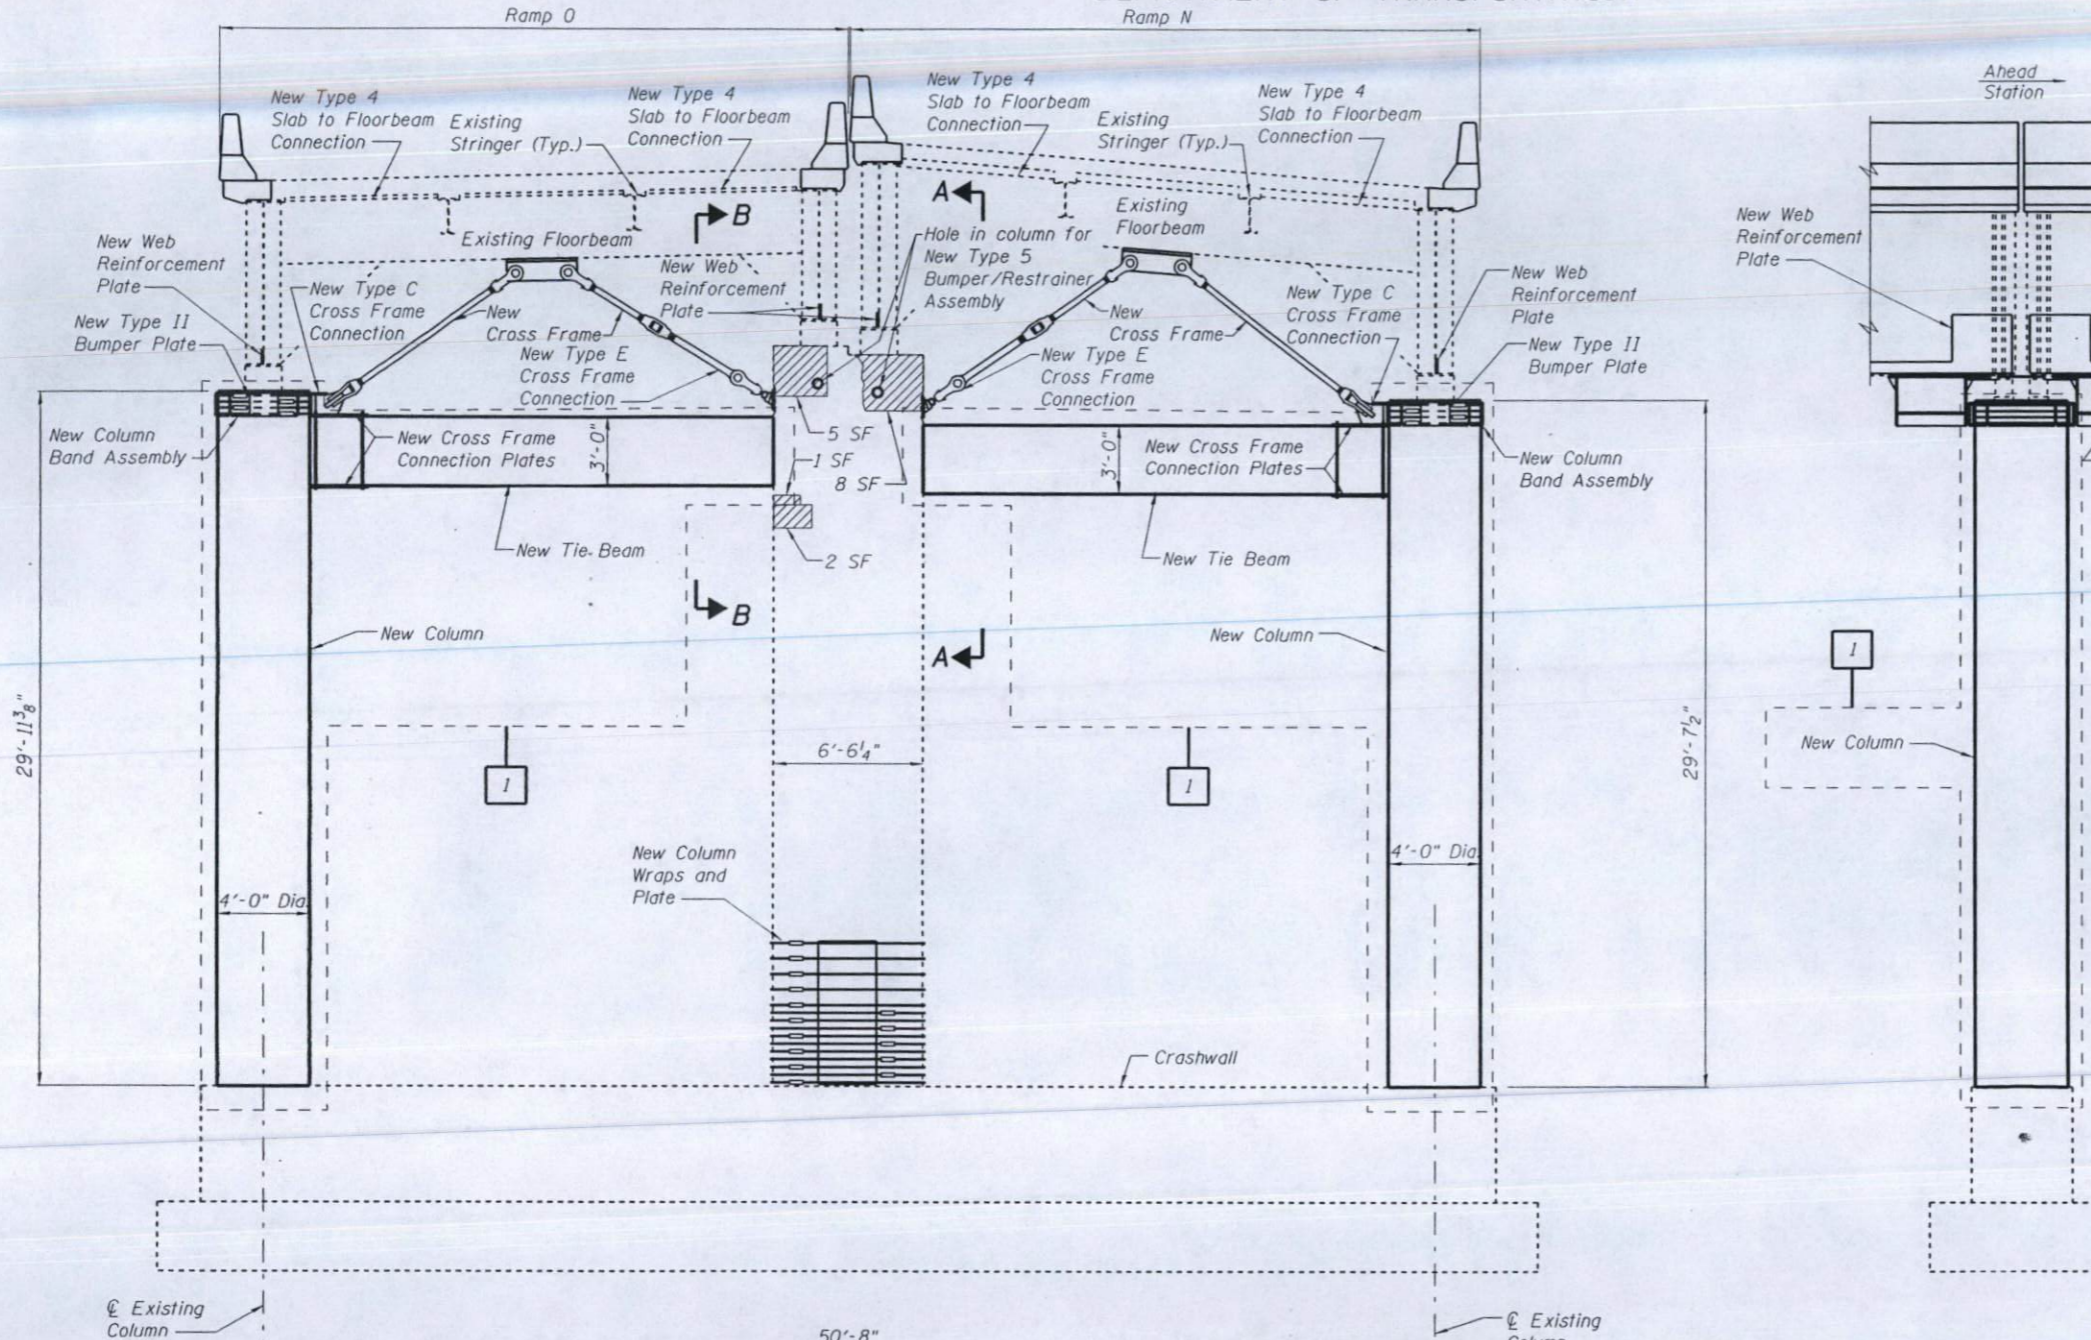 Ramp O
Ramp N
Ahead
Station
New Type 4
Slab to Floorbeam
Connection
Existing
Stringer (Typ.)
New Type 4
Slab to Floorbeam
Connection
New Type 4
Slab to Floorbeam
Connection
Existing
Stringer (Typ.)
New Type 4
Slab to Floorbeam
Connection
A
B
Existing
Floorbeam
New Web
Reinforcement
Plate
New Web
Reinforcement
Plate
Existing Floorbeam
New Web
Reinforcement
Plate
Hole in column for
New Type 5
Bumper/Restrainer
Assembly
New Type C
Cross Frame
Connection
New
Cross Frame
New Type E
Cross Frame
Connection
New
Cross Frame
New Type E
Cross Frame
Connection
New Type C
Cross Frame
Connection
New Web
Reinforcement
Plate
New Type II
Bumper Plate
New Type II
Bumper Plate
New Column
Band Assembly
New Cross Frame
Connection Plates
3'-0"
5 SF
1 SF
8 SF
2 SF
3'-0"
New Cross Frame
Connection Plates
New Column
Band Assembly
New Tie-Beam
New Tie Beam
B
A
New Column
New Column
1
New Column
29'-11 3/8"
29'-7 1/2"
6'-6 1/4"
1
1
New Column
Wraps and
Plate
4'-0" Dia.
4'-0" Dia.
Crashwall
℄ Existing
Column
50'-8"
℄ Existing